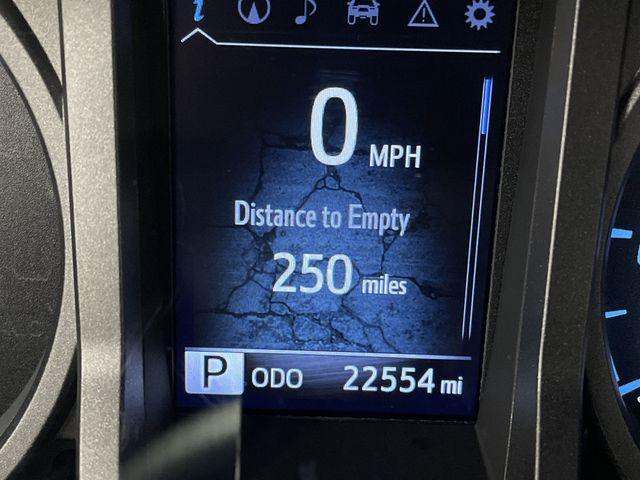 i
0 MPH
Distance to Empty
250 miles
P ODO 22554 mi